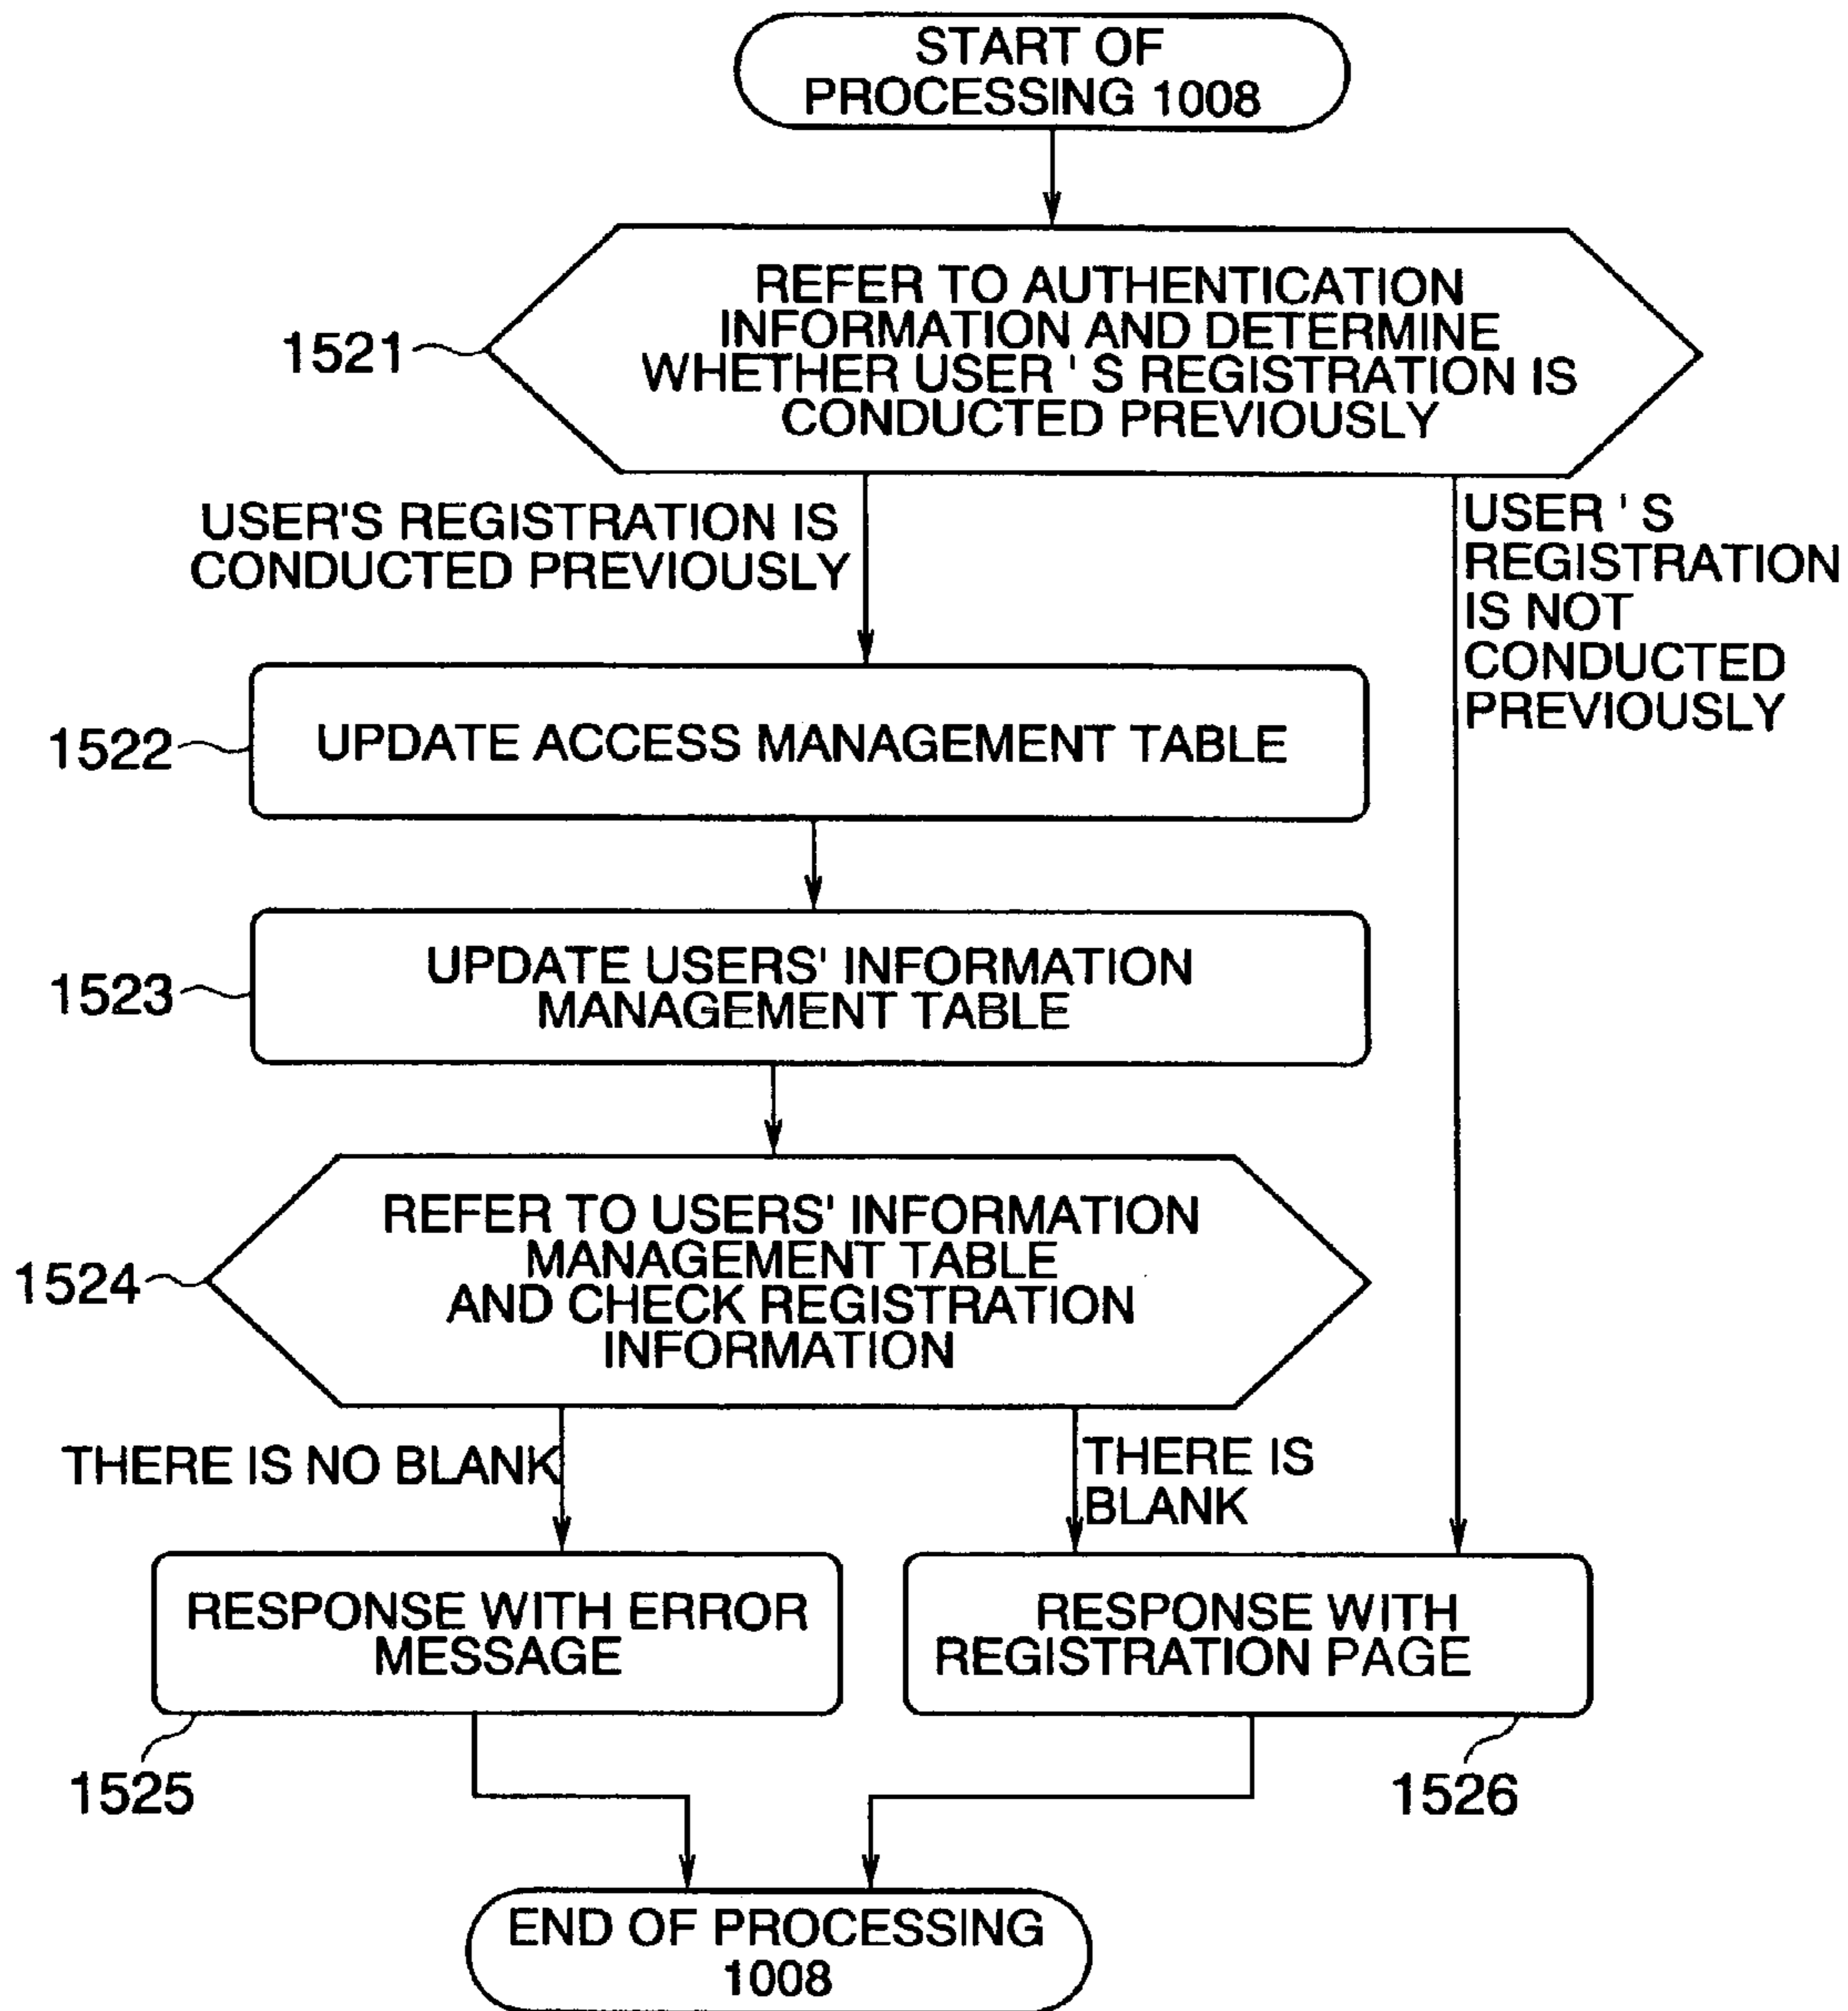 START OF
PROCESSING 1008
REFER TO AUTHENTICATION
INFORMATION AND DETERMINE
WHETHER USER ' S REGISTRATION IS
CONDUCTED PREVIOUSLY
1521
USER'S REGISTRATION IS
CONDUCTED PREVIOUSLY
USER ' S
REGISTRATION
IS NOT
CONDUCTED
PREVIOUSLY
1522
UPDATE ACCESS MANAGEMENT TABLE
1523
UPDATE USERS' INFORMATION
MANAGEMENT TABLE
1524
REFER TO USERS' INFORMATION
MANAGEMENT TABLE
AND CHECK REGISTRATION
INFORMATION
THERE IS NO BLANK
THERE IS
BLANK
RESPONSE WITH ERROR
MESSAGE
RESPONSE WITH
REGISTRATION PAGE
1525
1526
END OF PROCESSING
1008